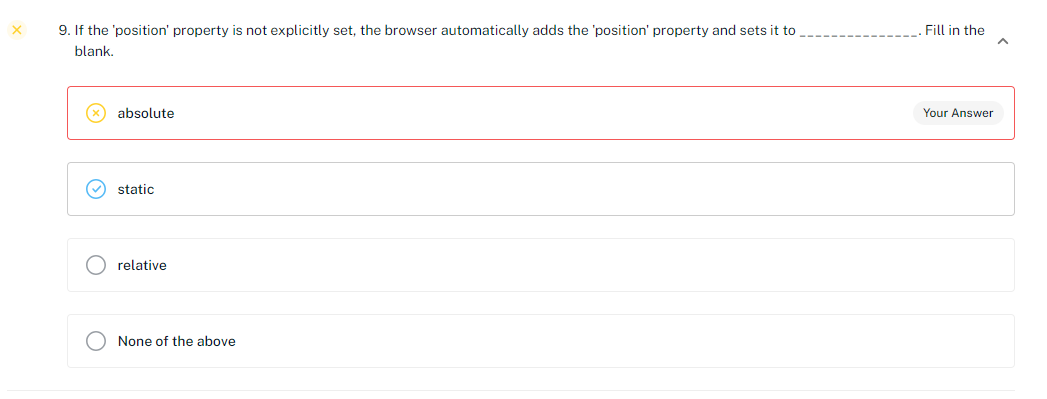 9. If the 'position' property is not explicitly set, the browser automatically adds the 'position' property and sets it to _______________. Fill in the
blank.
absolute
Your Answer
static
relative
None of the above